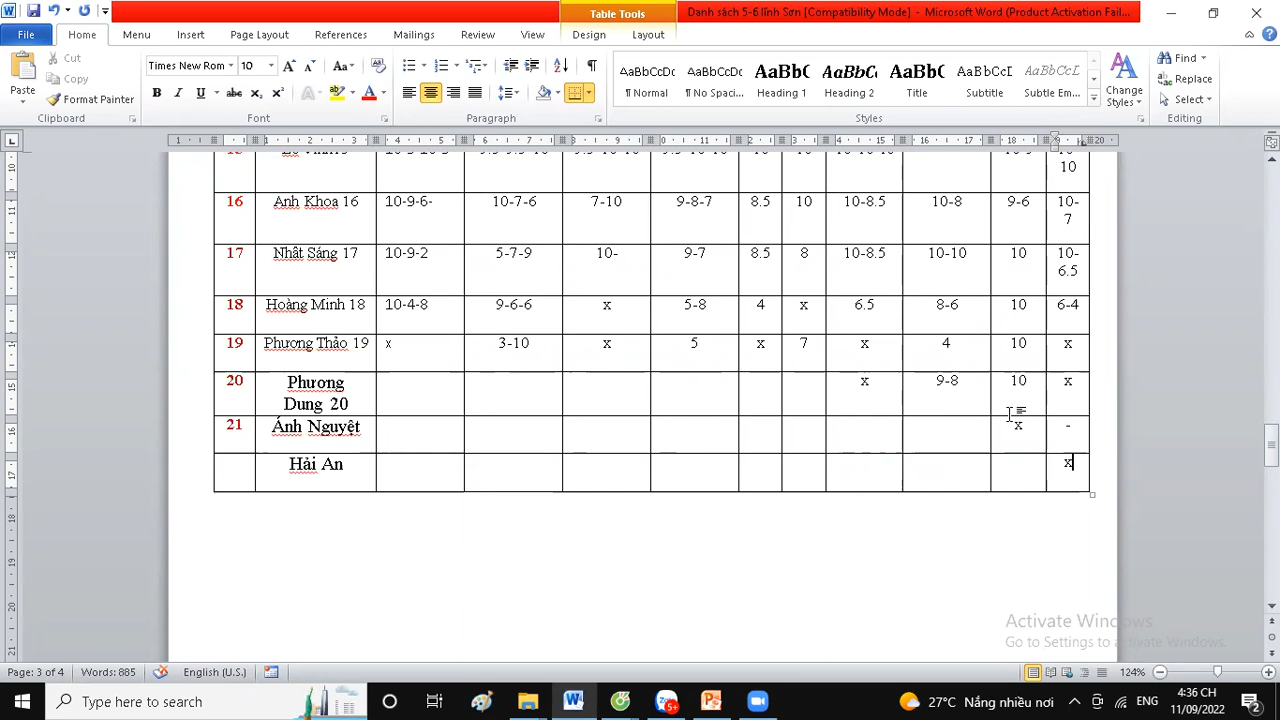 Danh sách 5-6 lĩnh Sơn [Compatibility Mode] - Microsoft Word (Product Activation Fail...
Table Tools
File Home Menu Insert Page Layout References Mailings Review View Design Layout
Paste
Cut
Copy
Format Painter
Clipboard
Times New Rom 10
Font
Paragraph
AaBbCcDc AaBbCcDc AaBbC AaBbCc AaBbC AaBbCcD AaBbCcD
¶ Normal ¶ No Spaci... Heading 1 Heading 2 Title Subtitle Subtle Em...
Change
Styles
Styles
Find
Replace
Select
Editing
10
16 Anh Khoa 16 10-9-6- 10-7-6 7-10 9-8-7 8.5 10 10-8.5 10-8 9-6 10-
7
17 Nhât Sáng 17 10-9-2 5-7-9 10- 9-7 8.5 8 10-8.5 10-10 10 10-
6.5
18 Hoàng Minh 18 10-4-8 9-6-6 x 5-8 4 x 6.5 8-6 10 6-4
19 Phương Thảo 19 x 3-10 x 5 x 7 x 4 10 x
20 Phương x 9-8 10 x
Dung 20
21 Ánh Nguyệt x -
Hải An x
Activate Windows
Go to Settings to activate Windows.
Page: 3 of 4 Words: 885 English (U.S.) 124%
Type here to search
5+
27°C Nắng nhiều nơi ENG
4:36 CH
11/09/2022
2